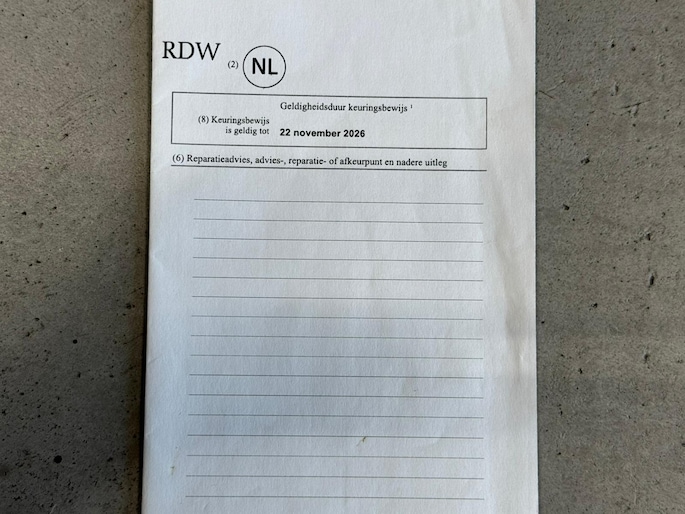 RDW (2) NL
Geldigheidsduur keuringsbewijs ¹
(8) Keuringsbewijs
is geldig tot 22 november 2026
(6) Reparatieadvies, advies-, reparatie- of afkeurpunt en nadere uitleg